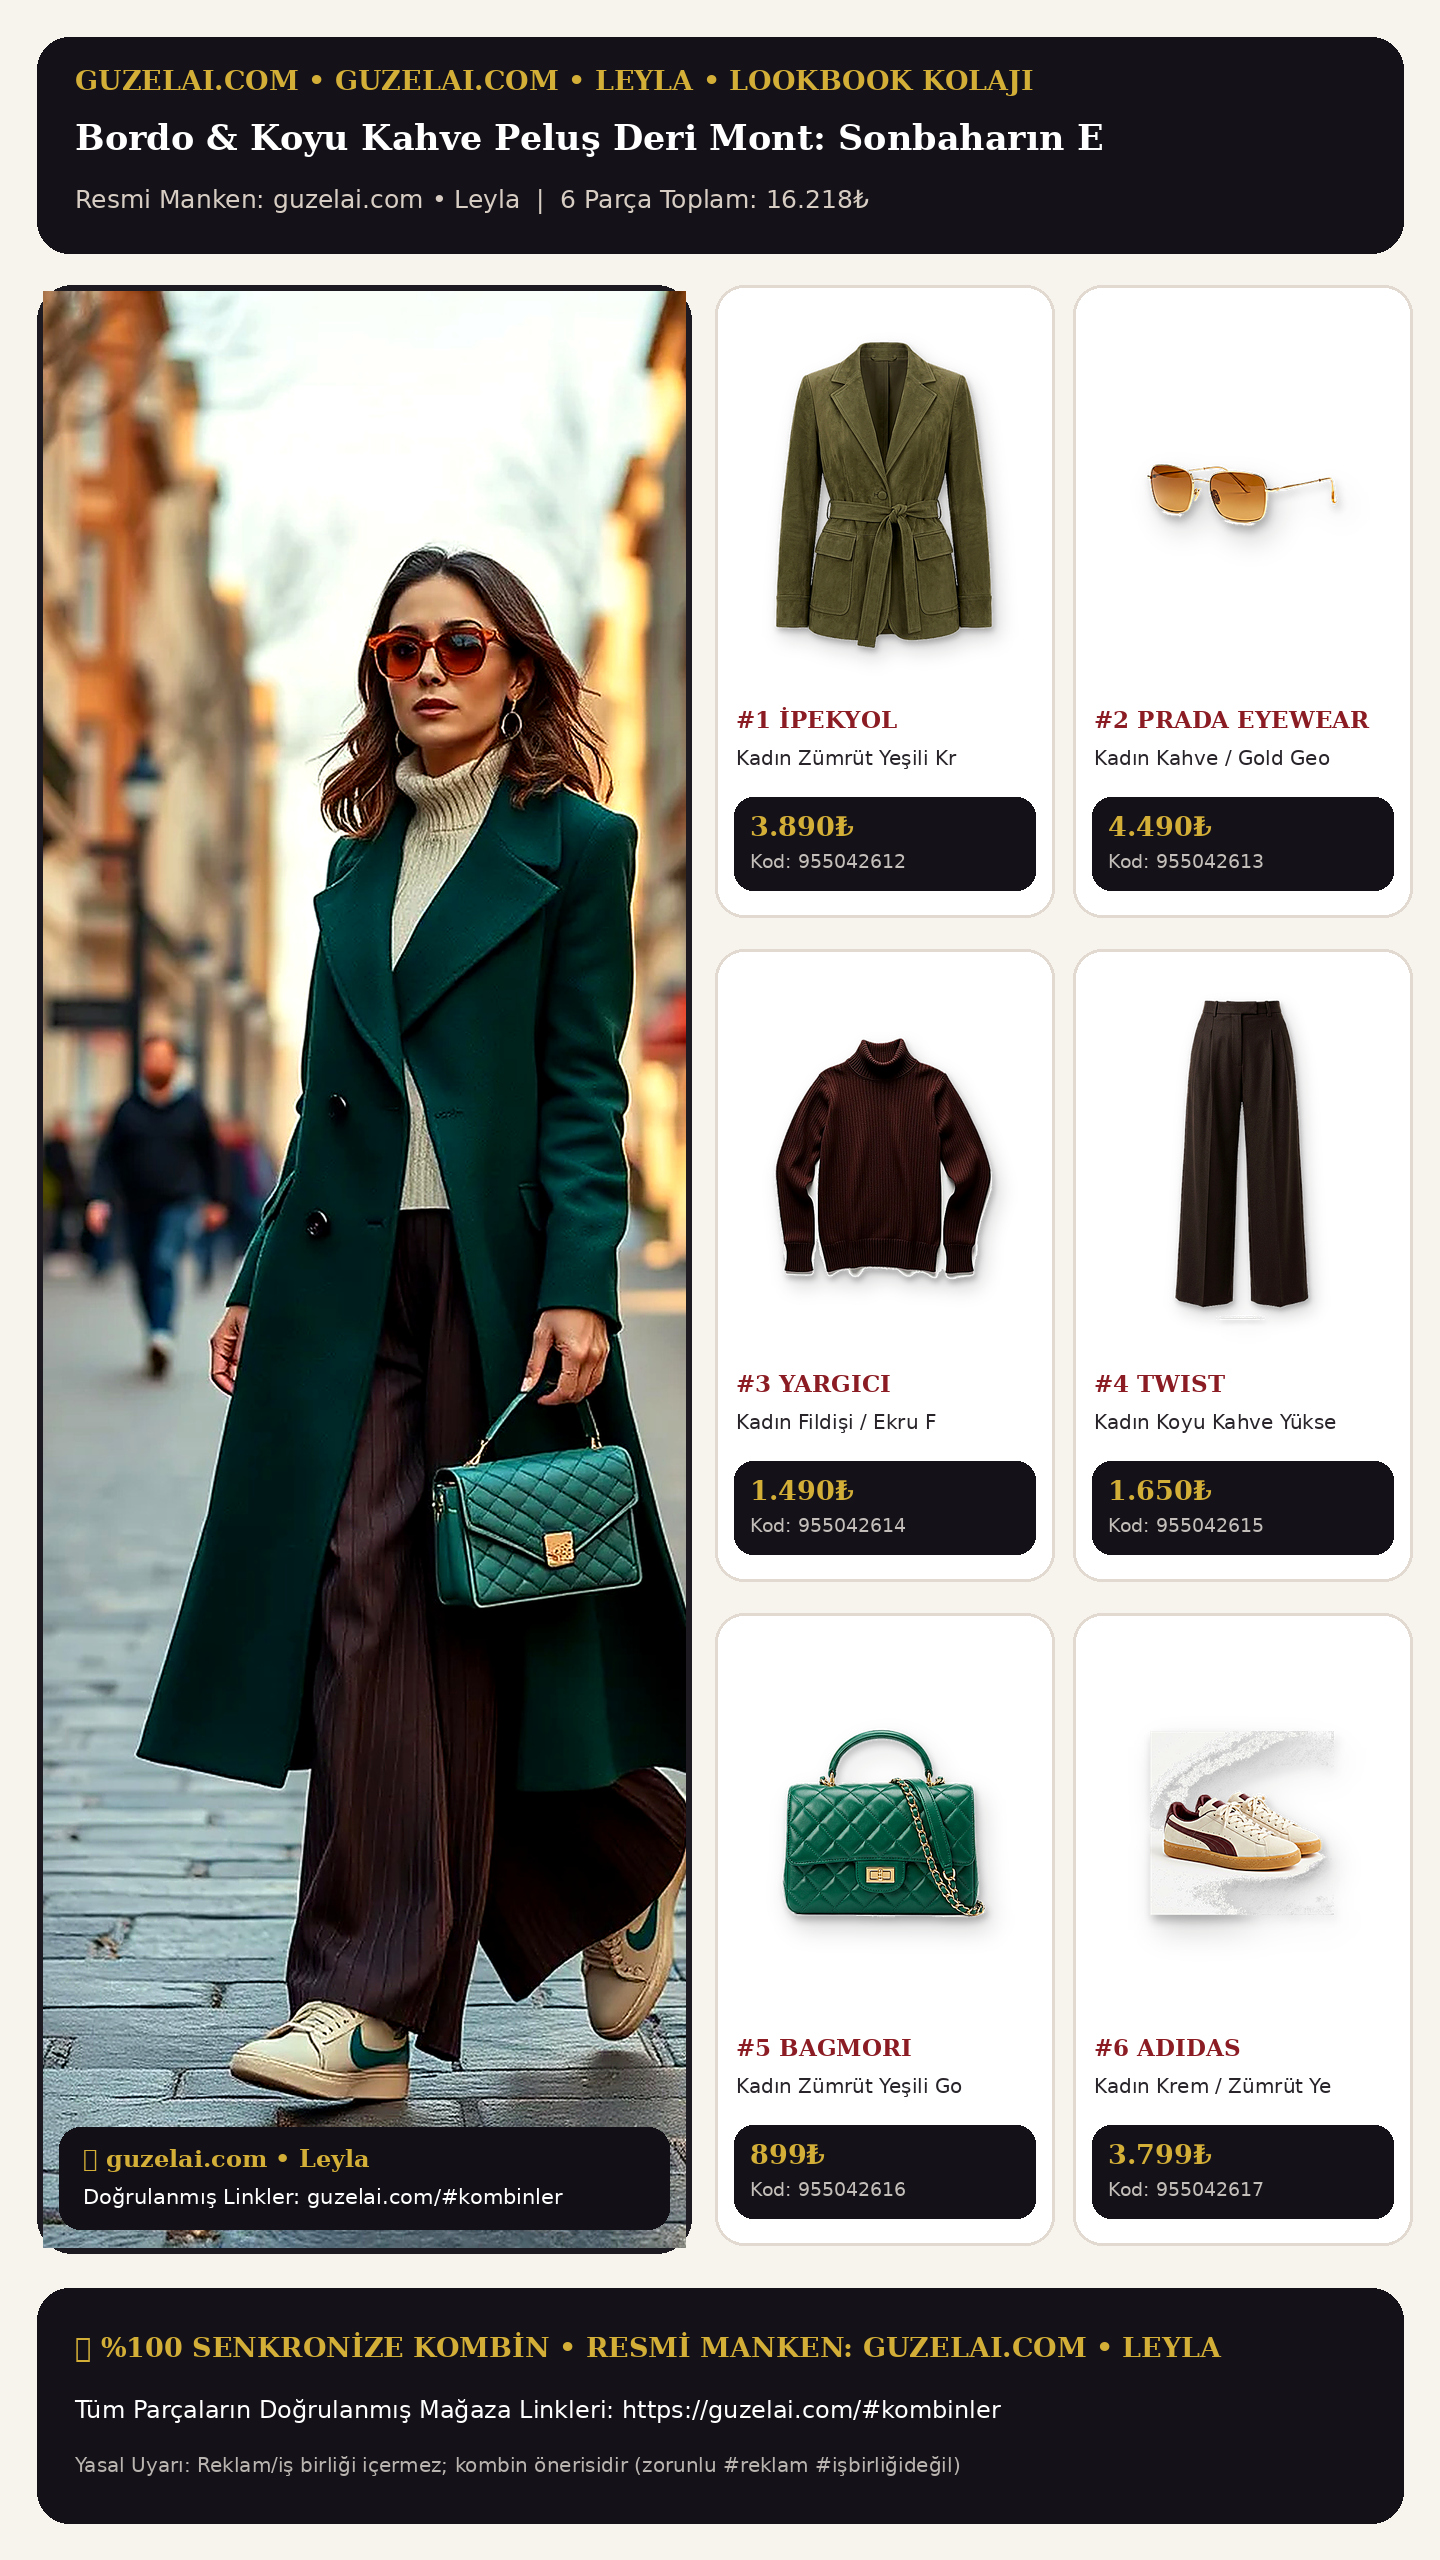 GUZELAI.COM • GUZELAI.COM • LEYLA • LOOKBOOK KOLAJI
Bordo & Koyu Kahve Peluş Deri Mont: Sonbaharın E
Resmi Manken: guzelai.com • Leyla | 6 Parça Toplam: 16.218₺
#1 İPEKYOL
Kadın Zümrüt Yeşili Kr
3.890₺
Kod: 955042612
#2 PRADA EYEWEAR
Kadın Kahve / Gold Geo
4.490₺
Kod: 955042613
#3 YARGICI
Kadın Fildişi / Ekru F
1.490₺
Kod: 955042614
#4 TWIST
Kadın Koyu Kahve Yükse
1.650₺
Kod: 955042615
#5 BAGMORI
Kadın Zümrüt Yeşili Go
899₺
Kod: 955042616
#6 ADIDAS
Kadın Krem / Zümrüt Ye
3.799₺
Kod: 955042617
guzelai.com • Leyla
Doğrulanmış Linkler: guzelai.com/#kombinler
%100 SENKRONİZE KOMBİN • RESMİ MANKEN: GUZELAI.COM • LEYLA
Tüm Parçaların Doğrulanmış Mağaza Linkleri: https://guzelai.com/#kombinler
Yasal Uyarı: Reklam/iş birliği içermez; kombin önerisidir (zorunlu #reklam #işbirliğideğil)